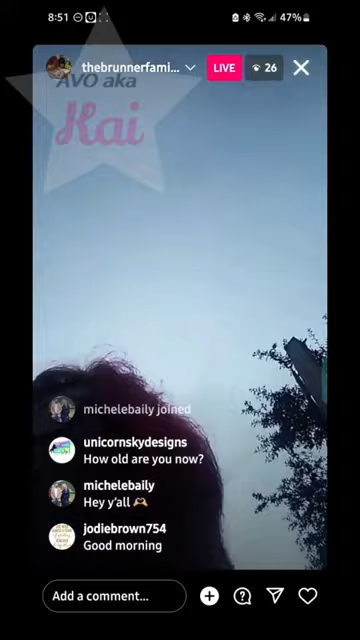 8:51
47%
thebrunnerfami...
LIVE
26
AVO aka
Kai
michelebaily joined
unicornskydesigns
How old are you now?
michelebaily
Hey y'all
jodiebrown754
Good morning
Add a comment...